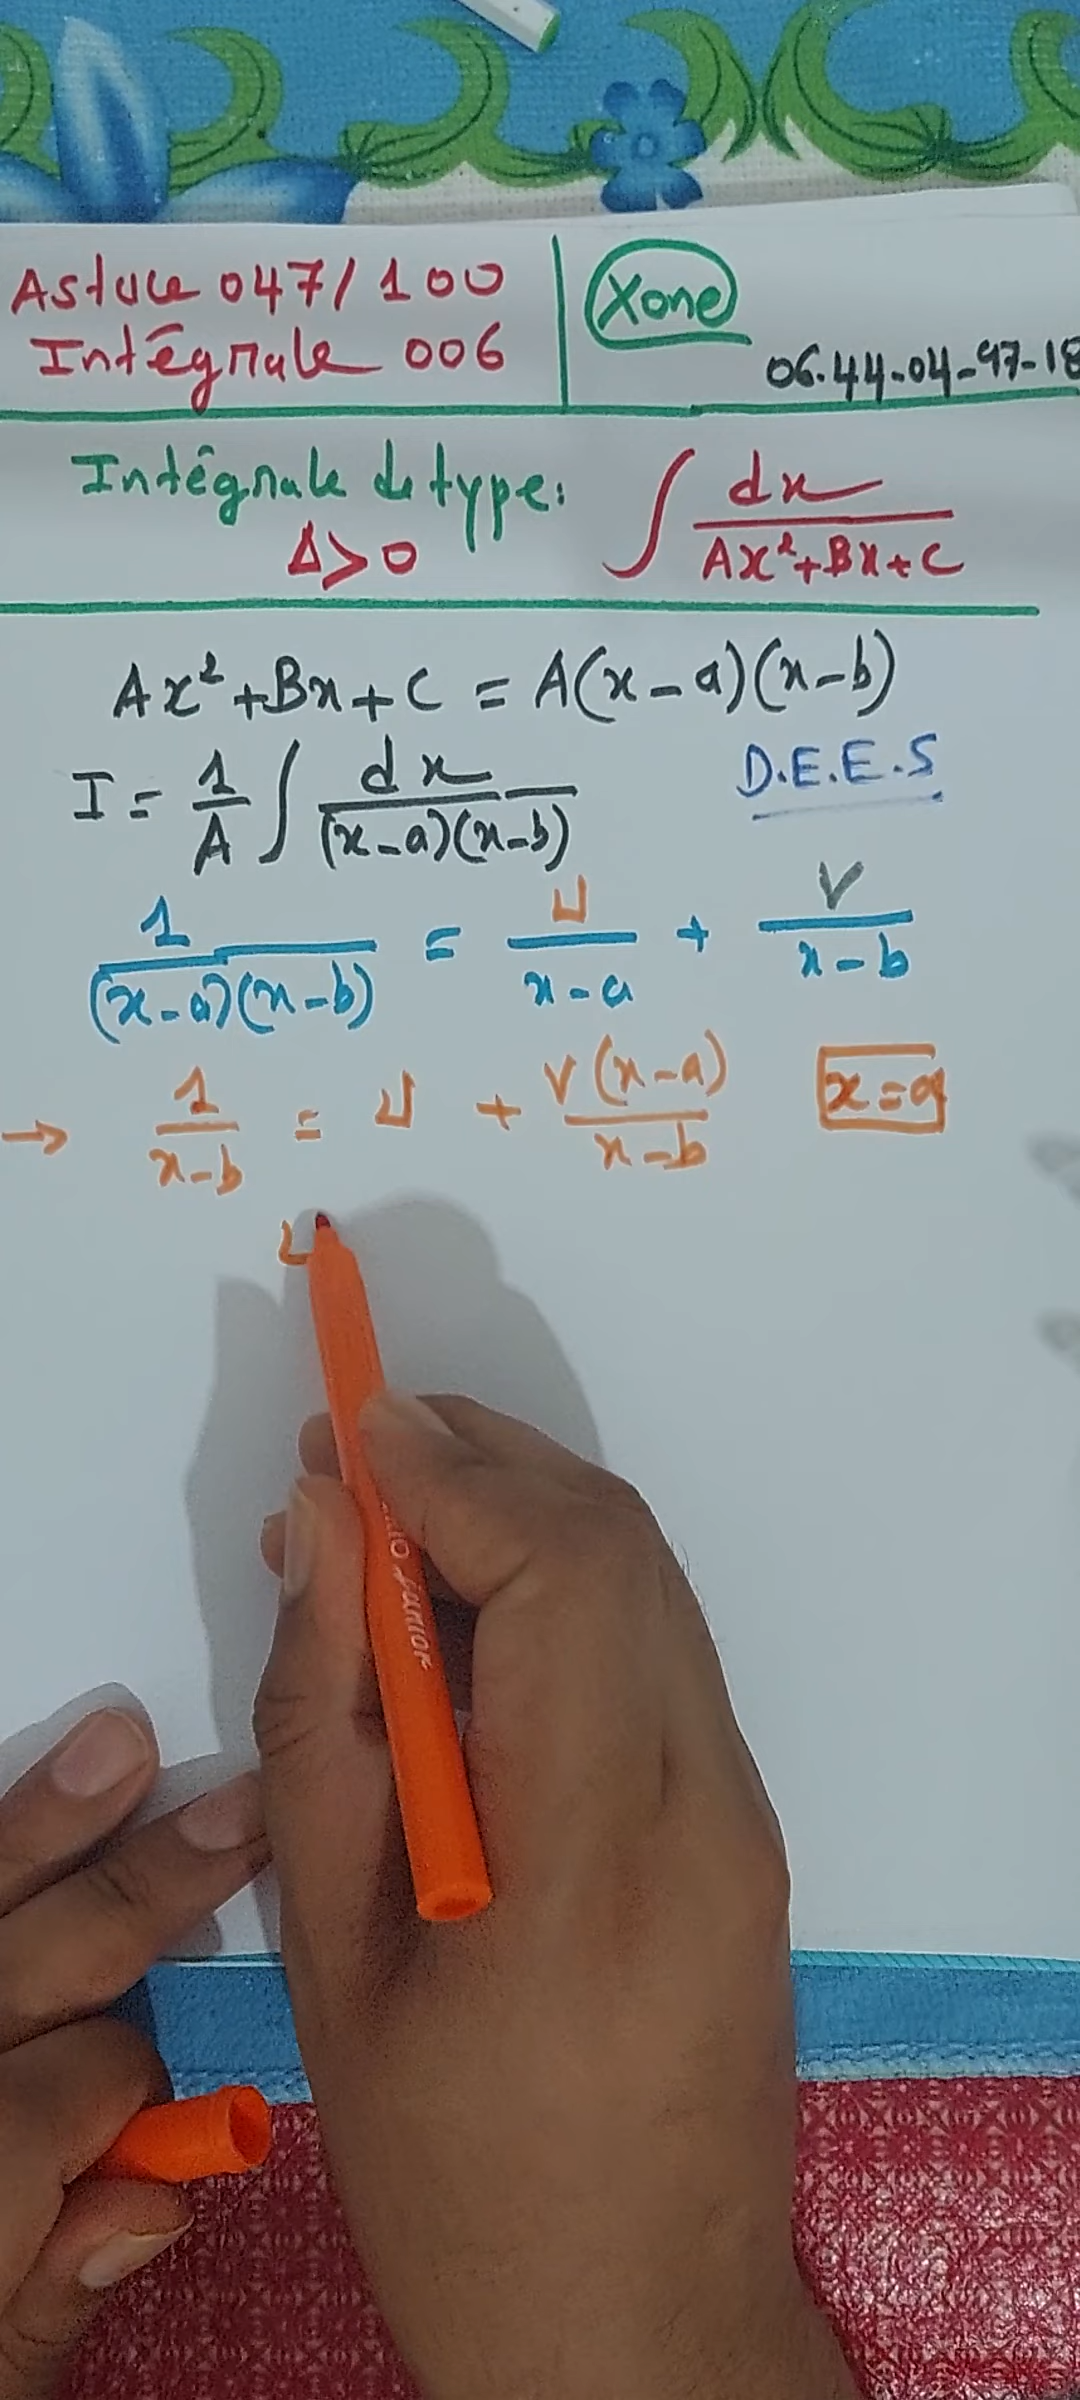 Astuce 047/100
Intégrale 006
Xone
06.44-04-97-18
Intégrale de type: ∫ dx / (Ax²+Bx+C)
Δ>0
Ax²+Bx+C = A(x-a)(x-b)
I = 1/A ∫ dx / ((x-a)(x-b))
D.E.E.S
1/((x-a)(x-b)) = U/(x-a) + V/(x-b)
→ 1/(x-b) = U + V(x-a)/(x-b) x=a
Junior